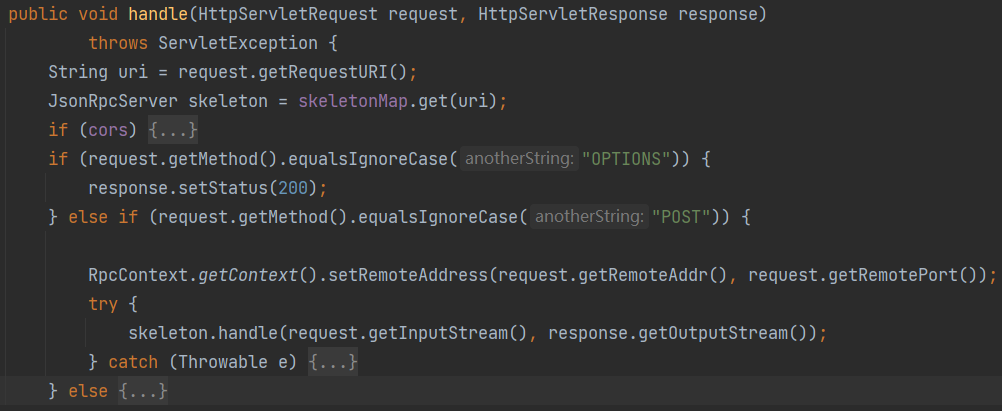 public void handle(HttpServletRequest request, HttpServletResponse response)
throws ServletException {
String uri = request.getRequestURI();
JsonRpcServer skeleton = skeletonMap.get(uri);
if (cors) {...}
if (request.getMethod().equalsIgnoreCase( anotherString: "OPTIONS")) {
response.setStatus(200);
} else if (request.getMethod().equalsIgnoreCase( anotherString: "POST")) {
RpcContext.getContext().setRemoteAddress(request.getRemoteAddr(), request.getRemotePort());
try {
skeleton.handle(request.getInputStream(), response.getOutputStream());
} catch (Throwable e) {...}
} else {...}